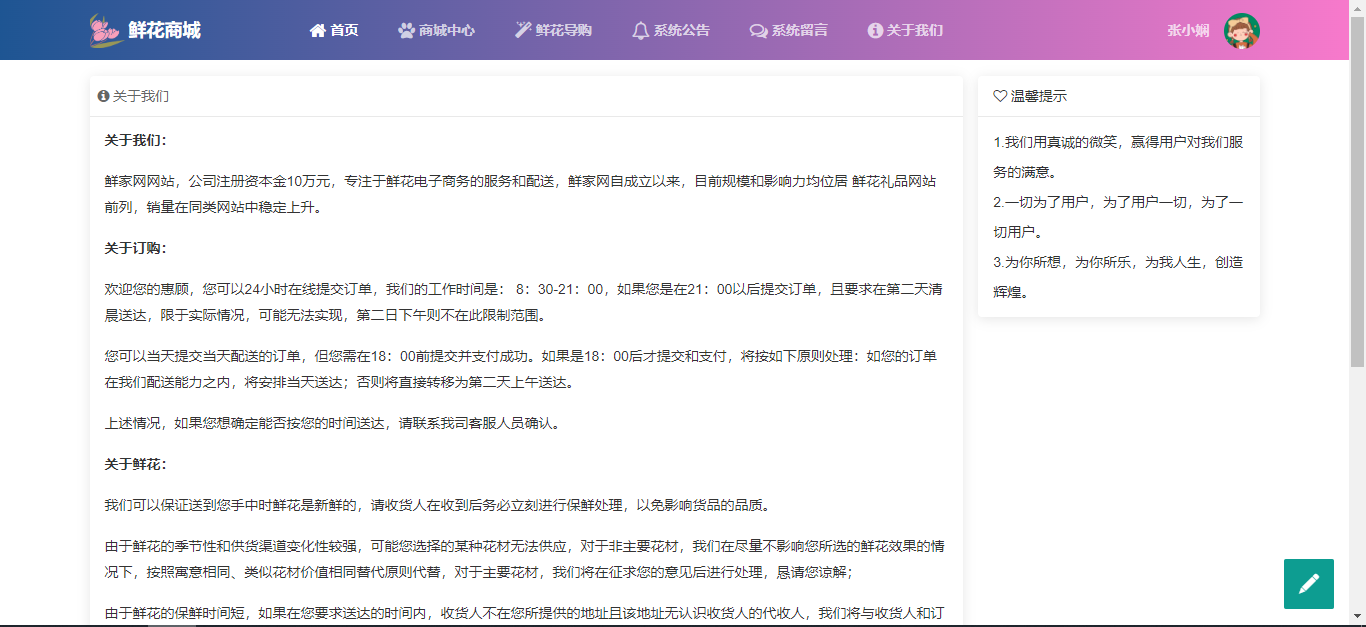 鲜花商城 首页 商城中心 鲜花导购 系统公告 系统留言 关于我们 张小娴
关于我们
关于我们：
鲜家网网站，公司注册资本金10万元，专注于鲜花电子商务的服务和配送，鲜家网自成立以来，目前规模和影响力均位居 鲜花礼品网站
前列，销量在同类网站中稳定上升。
关于订购：
欢迎您的惠顾，您可以24小时在线提交订单，我们的工作时间是： 8：30-21：00，如果您是在21：00以后提交订单，且要求在第二天清
晨送达，限于实际情况，可能无法实现，第二日下午则不在此限制范围。
您可以当天提交当天配送的订单，但您需在18：00前提交并支付成功。如果是18：00后才提交和支付，将按如下原则处理：如您的订单
在我们配送能力之内，将安排当天送达；否则将直接转移为第二天上午送达。
上述情况，如果您想确定能否按您的时间送达，请联系我司客服人员确认。
关于鲜花：
我们可以保证送到您手中时鲜花是新鲜的，请收货人在收到后务必立刻进行保鲜处理，以免影响货品的品质。
由于鲜花的季节性和供货渠道变化性较强，可能您选择的某种花材无法供应，对于非主要花材，我们在尽量不影响您所选的鲜花效果的情
况下，按照寓意相同、类似花材价值相同替代原则代替，对于主要花材，我们将在征求您的意见后进行处理，恳请您谅解；
由于鲜花的保鲜时间短，如果在您要求送达的时间内，收货人不在您所提供的地址且该地址无认识收货人的代收人，我们将与收货人和订
温馨提示
1.我们用真诚的微笑，赢得用户对我们服
务的满意。
2.一切为了用户，为了用户一切，为了一
切用户。
3.为你所想，为你所乐，为我人生，创造
辉煌。